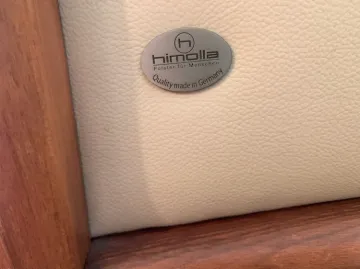 h
himolla
Polster für Menschen
Quality made in Germany